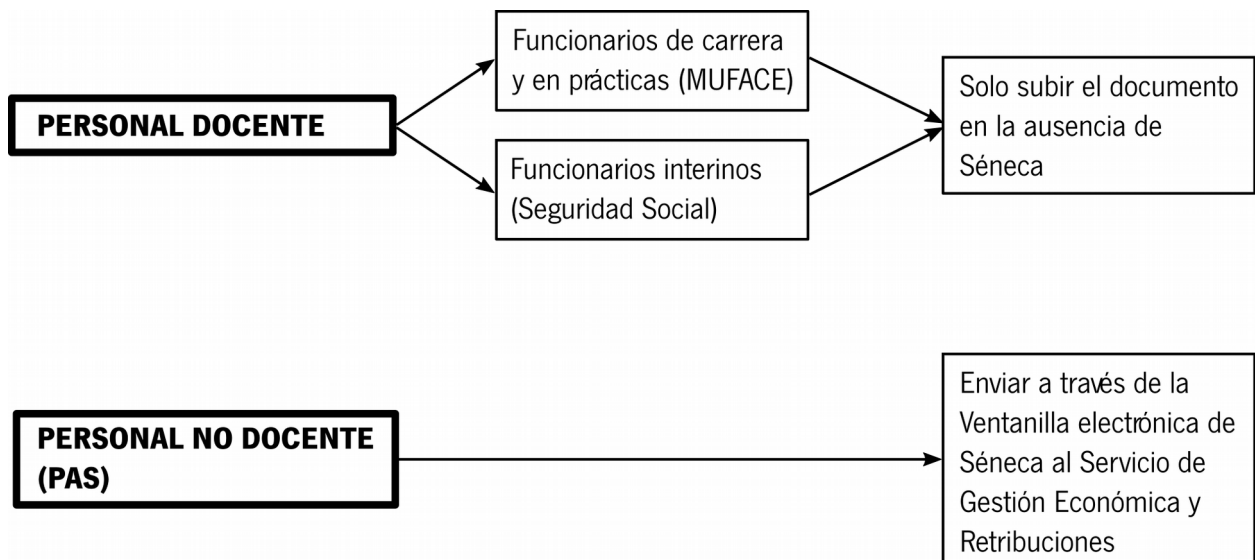 PERSONAL DOCENTE
Funcionarios de carrera
y en prácticas (MUFACE)
Funcionarios interinos
(Seguridad Social)
Solo subir el documento
en la ausencia de
Séneca
PERSONAL NO DOCENTE
(PAS)
Enviar a través de la
Ventanilla electrónica de
Séneca al Servicio de
Gestión Económica y
Retribuciones